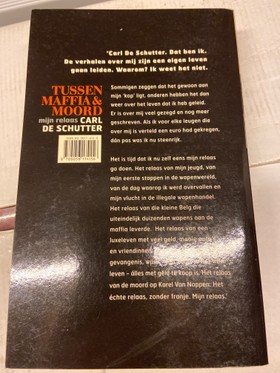 'Carl De Schutter. Dat ben ik.
De verhalen over mij zijn een eigen leven
gaan leiden. Waarom? Ik weet het niet.
TUSSEN
MAFFIA &
MOORD
mijn relaas CARL
DE SCHUTTER
Sommigen zeggen dat het gewoon aan
mijn 'kop' ligt, anderen hebben het dan
weer over het leven dat ik heb geleid.
Er is over mij veel gezegd en nog meer
geschreven. Als ik voor elke leugen die
over mij is verteld een euro had gekregen,
dan pas was ik nu steenrijk.
Het is tijd dat ik nu zelf eens mijn relaas
ga doen. Het relaas van mijn jeugd, van
mijn eerste stappen in de wapenwereld,
van de dag waarop ik werd overvallen en
mijn vlucht in de illegale wapenhandel.
Het relaas van die kleine Belg die
uiteindelijk duizenden wapens aan de
maffia leverde. Het relaas van een
luxeleven met veel geld, mooie
en vriendinnen
gevangenis, waar
leven – álles met geld te koop is. Het relaas
van de moord op Karel Van Noppen. Het
échte relaas, zonder franje. Mijn relaas.'